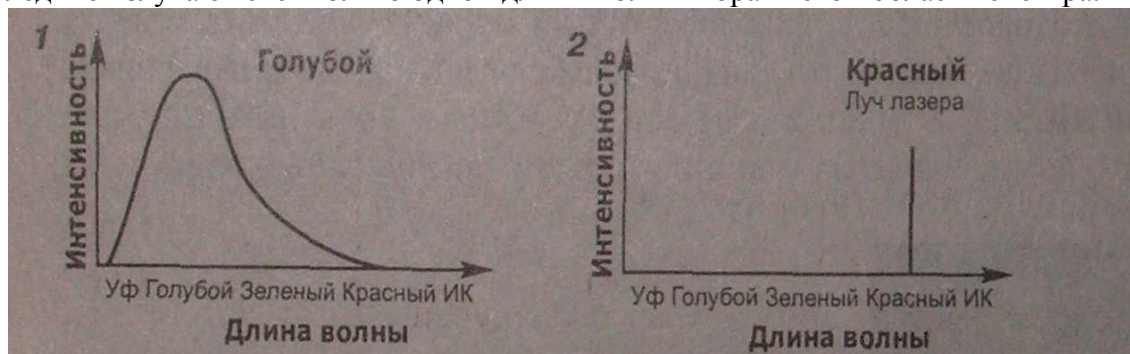 1
Голубой
Интенсивность
Уф Голубой Зеленый Красный ИК
Длина волны
2
Красный
Луч лазера
Интенсивность
Уф Голубой Зеленый Красный ИК
Длина волны